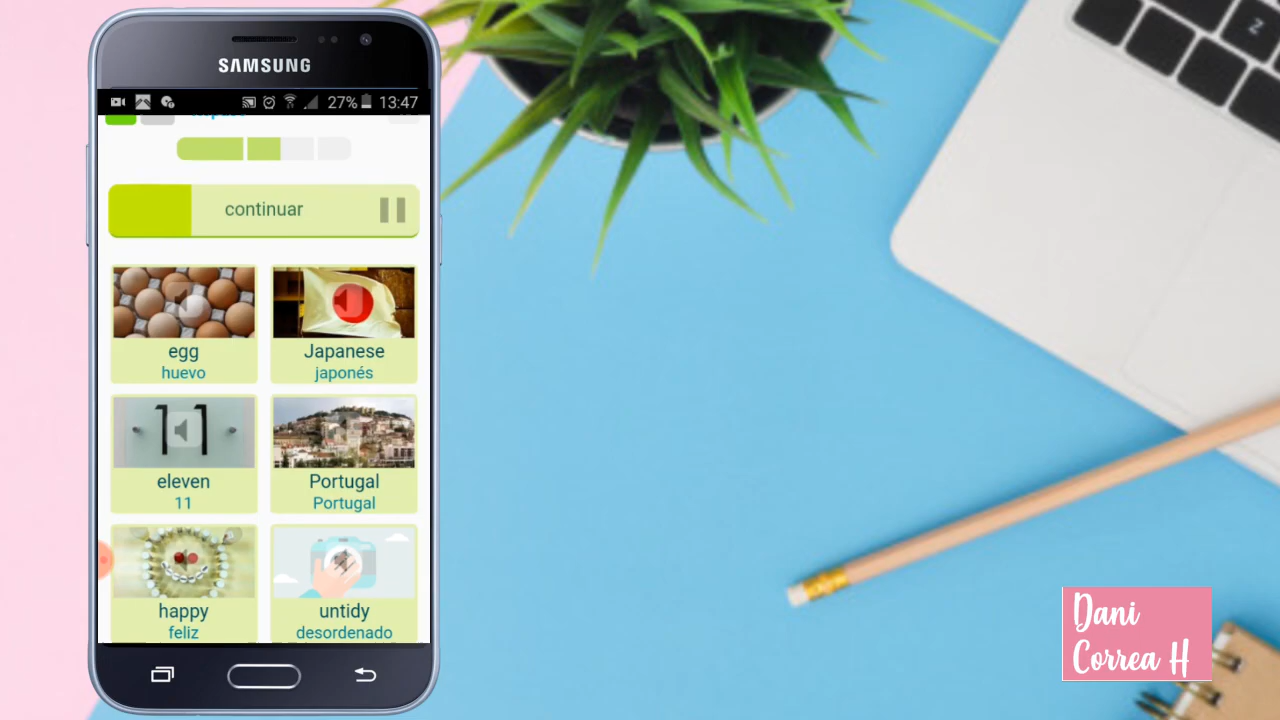 SAMSUNG
27% 13:47
continuar
egg
huevo
Japanese
japonés
11
eleven
11
Portugal
Portugal
happy
feliz
untidy
desordenado
Z
Dani
Correa H